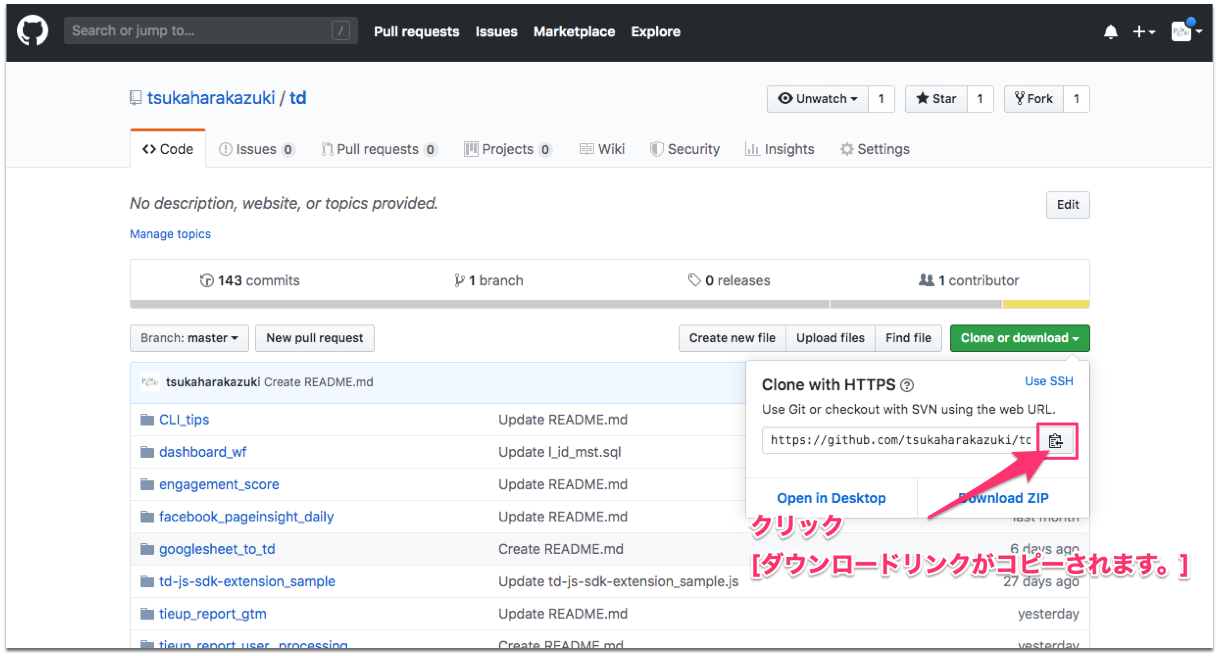 Search or jump to... /
Pull requests Issues Marketplace Explore
tsukaharakazuki / td
Unwatch 1 Star 1 Fork 1
Code Issues 0 Pull requests 0 Projects 0 Wiki Security Insights Settings
No description, website, or topics provided.
Edit
Manage topics
143 commits 1 branch 0 releases 1 contributor
Branch: master New pull request Create new file Upload files Find file Clone or download
tsukaharakazuki Create README.md
Clone with HTTPS ? Use SSH
Use Git or checkout with SVN using the web URL.
https://github.com/tsukaharakazuki/td
Open in Desktop Download ZIP
CLI_tips Update README.md
dashboard_wf Update l_id_mst.sql
engagement_score Update README.md
facebook_pageinsight_daily Update README.md last month
クリック
googlesheet_to_td Create README.md 6 days ago
[ダウンロードリンクがコピーされます。]
td-js-sdk-extension_sample Update td-js-sdk-extension_sample.js 27 days ago
tieup_report_gtm Update README.md yesterday
tieup_report_user_processing Create README.md yesterday